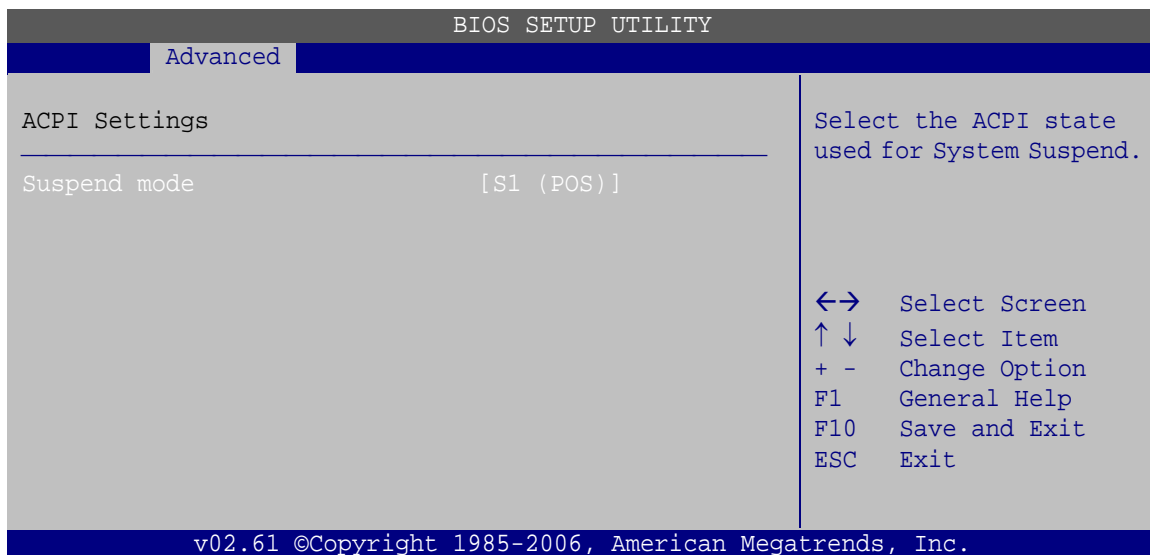 BIOS SETUP UTILITY
Advanced
ACPI Settings
Suspend mode [S1 (POS)]
Select the ACPI state
used for System Suspend.
←→ Select Screen
↑ ↓ Select Item
+ - Change Option
F1 General Help
F10 Save and Exit
ESC Exit
v02.61 ©Copyright 1985-2006, American Megatrends, Inc.